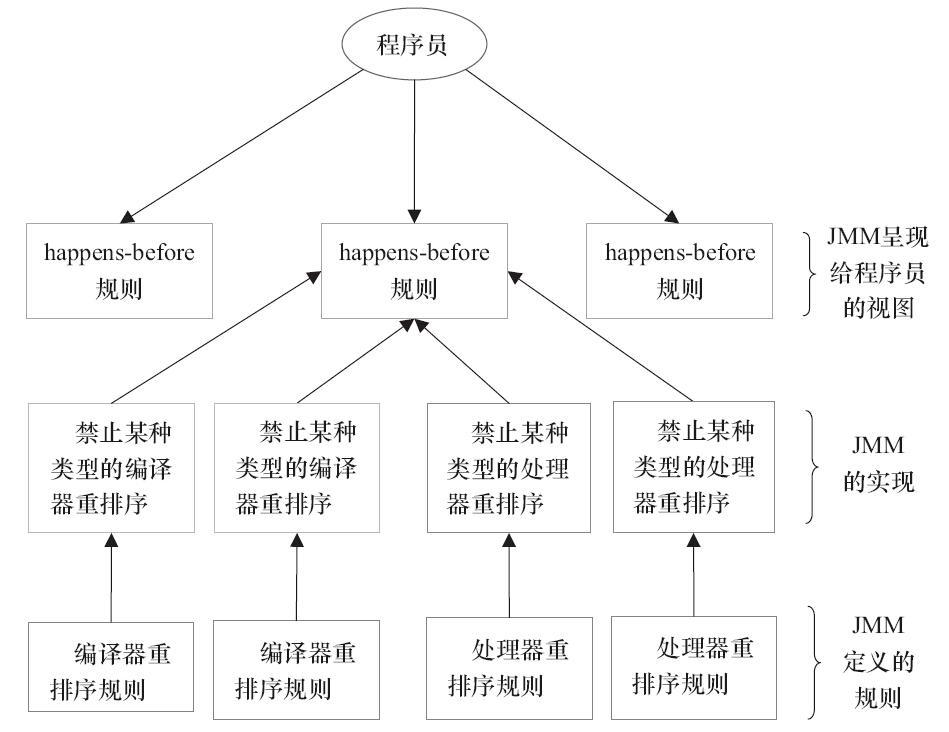 程序员
happens-before
规则
happens-before
规则
happens-before
规则
JMM呈现
给程序员
的视图
禁止某种
类型的编译
器重排序
禁止某种
类型的编译
器重排序
禁止某种
类型的处理
器重排序
禁止某种
类型的处理
器重排序
JMM
的实现
编译器重
排序规则
编译器重
排序规则
处理器重
排序规则
处理器重
排序规则
JMM
定义的
规则